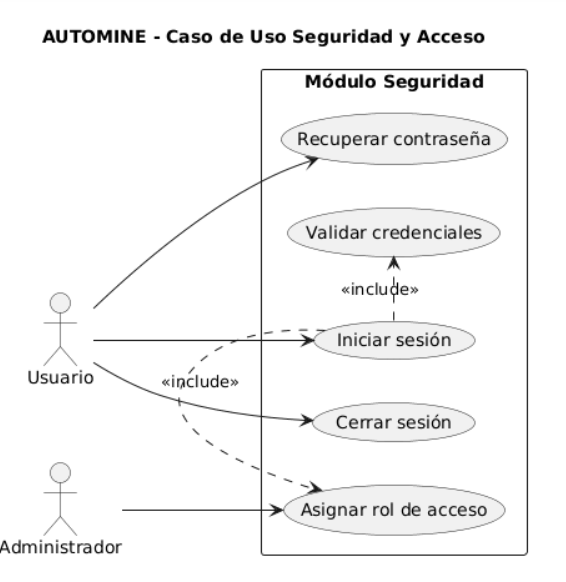 AUTOMINE - Caso de Uso Seguridad y Acceso
Módulo Seguridad
Recuperar contraseña
Validar credenciales
«include»
Iniciar sesión
Usuario
«include»
Cerrar sesión
Asignar rol de acceso
Administrador